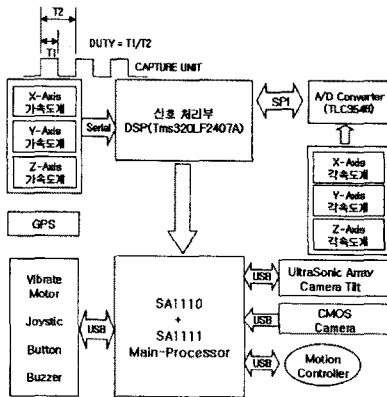 T2
T1
DUTY = T1/T2
CAPTURE UNIT
X-Axis
가속도계
Y-Axis
가속도계
Z-Axis
가속도계
Serial
신호 처리부
DSP(Tms320LF2407A)
SPI
A/D Converter
(TLC3548)
X-Axis
각속도계
Y-Axis
각속도계
Z-Axis
각속도계
GPS
Vibrate
Motor
Joystic
Button
Buzzer
USB
SA1110
+
SA1111
Main-Processor
USB
UltraSonic Array
Camera Tilt
USB
CMOS
Camera
USB
Motion
Controller